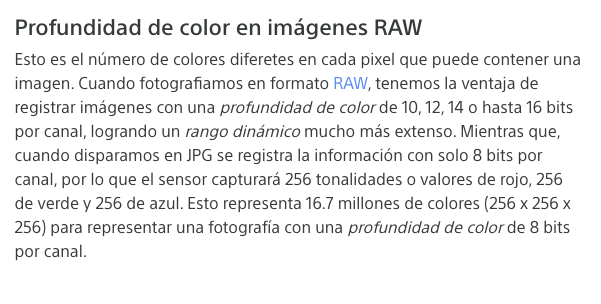 Profundidad de color en imágenes RAW
Esto es el número de colores diferetes en cada pixel que puede contener una
imagen. Cuando fotografiamos en formato RAW, tenemos la ventaja de
registrar imágenes con una profundidad de color de 10, 12, 14 o hasta 16 bits
por canal, logrando un rango dinámico mucho más extenso. Mientras que,
cuando disparamos en JPG se registra la información con solo 8 bits por
canal, por lo que el sensor capturará 256 tonalidades o valores de rojo, 256
de verde y 256 de azul. Esto representa 16.7 millones de colores (256 x 256 x
256) para representar una fotografía con una profundidad de color de 8 bits
por canal.